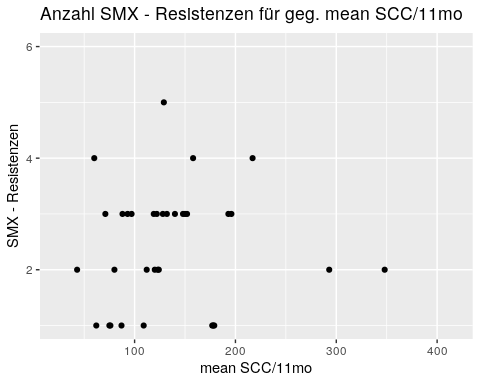 Anzahl SMX - Resistenzen für geg. mean SCC/11mo
6
4
2
SMX - Resistenzen
100 200 300 400
mean SCC/11mo